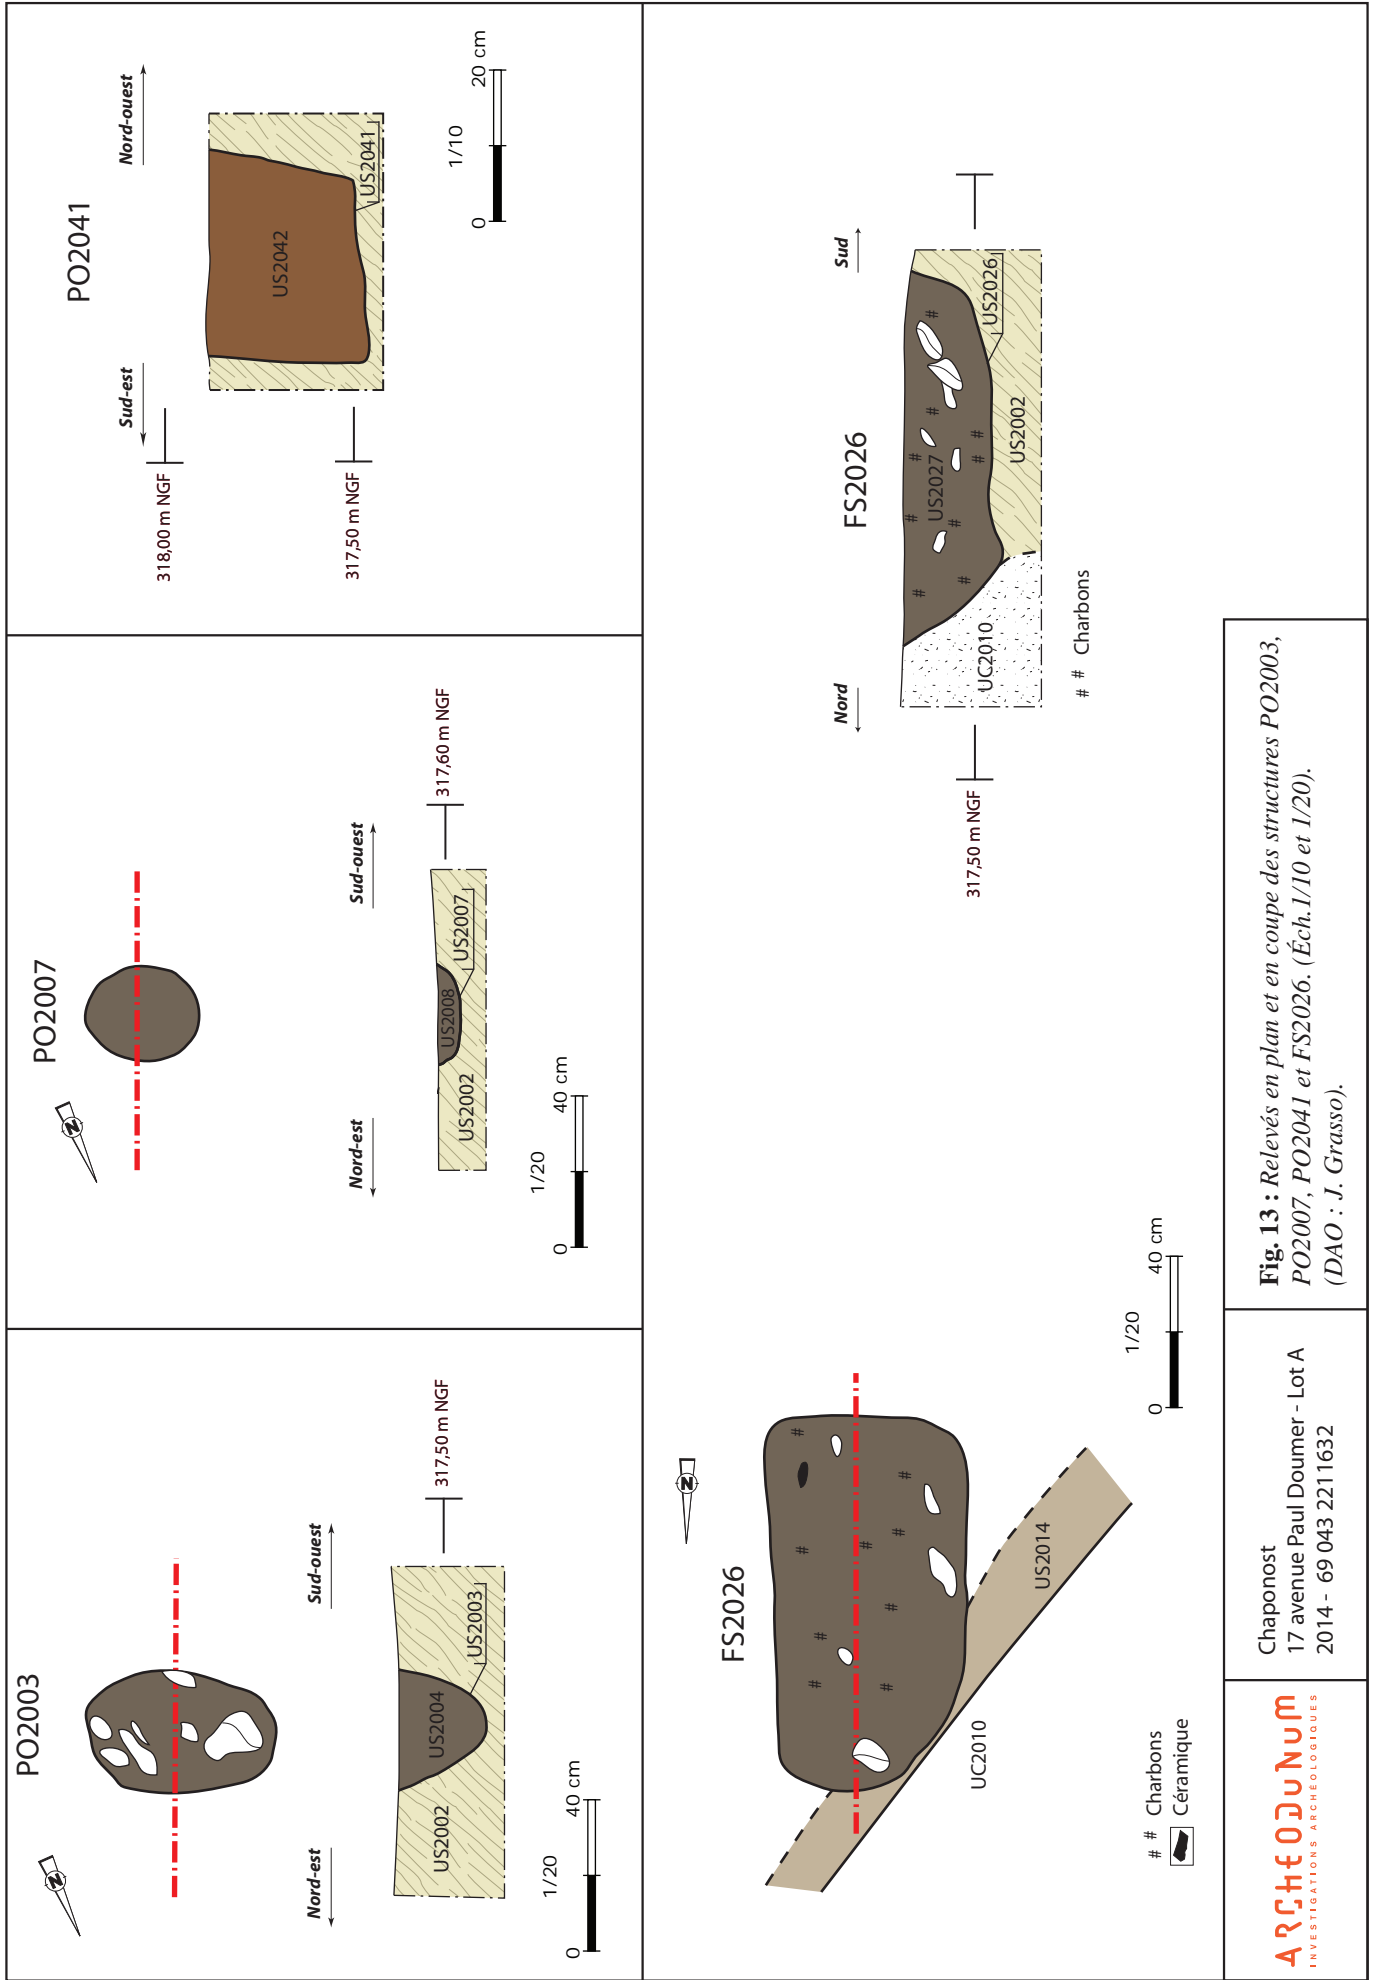 PO2003
N
Nord-est
Sud-ouest
317,50 m NGF
US2002
US2004
US2003
1/20
0
40 cm
PO2007
N
Nord-est
Sud-ouest
317,60 m NGF
US2002
US2008
US2007
1/20
0
40 cm
PO2041
Sud-est
Nord-ouest
318,00 m NGF
317,50 m NGF
US2042
US2041
1/10
0
20 cm
FS2026
N
US2014
UC2010
# # Charbons
Céramique
1/20
0
40 cm
FS2026
Nord
Sud
317,50 m NGF
US2027
UC2010
US2002
US2026
# # Charbons
ARCHEODUNUM
INVESTIGATIONS ARCHÉOLOGIQUES
Chaponost
17 avenue Paul Doumer - Lot A
2014 - 69 043 2211632
Fig. 13 : Relevés en plan et en coupe des structures PO2003,
PO2007, PO2041 et FS2026. (Éch.1/10 et 1/20).
(DAO : J. Grasso).